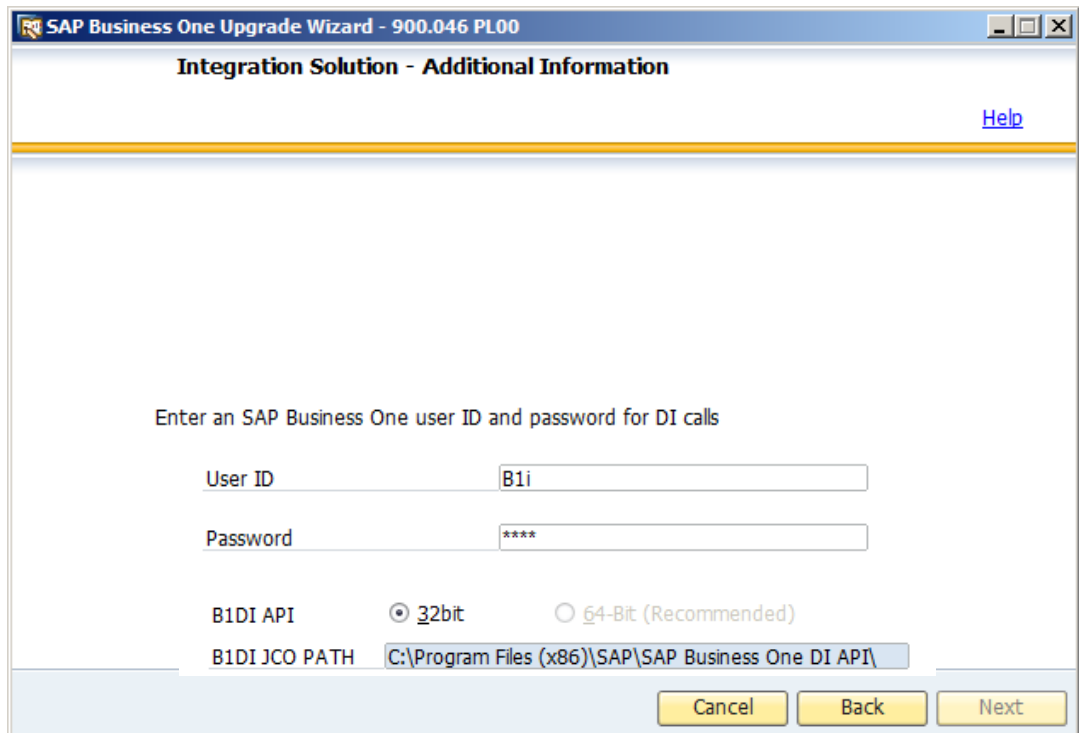 SAP Business One Upgrade Wizard - 900.046 PL00
Integration Solution - Additional Information
Help
Enter an SAP Business One user ID and password for DI calls
User ID B1i
Password ****
B1DI API 32bit 64-Bit (Recommended)
B1DI JCO PATH C:\Program Files (x86)\SAP\SAP Business One DI API\
Cancel Back Next